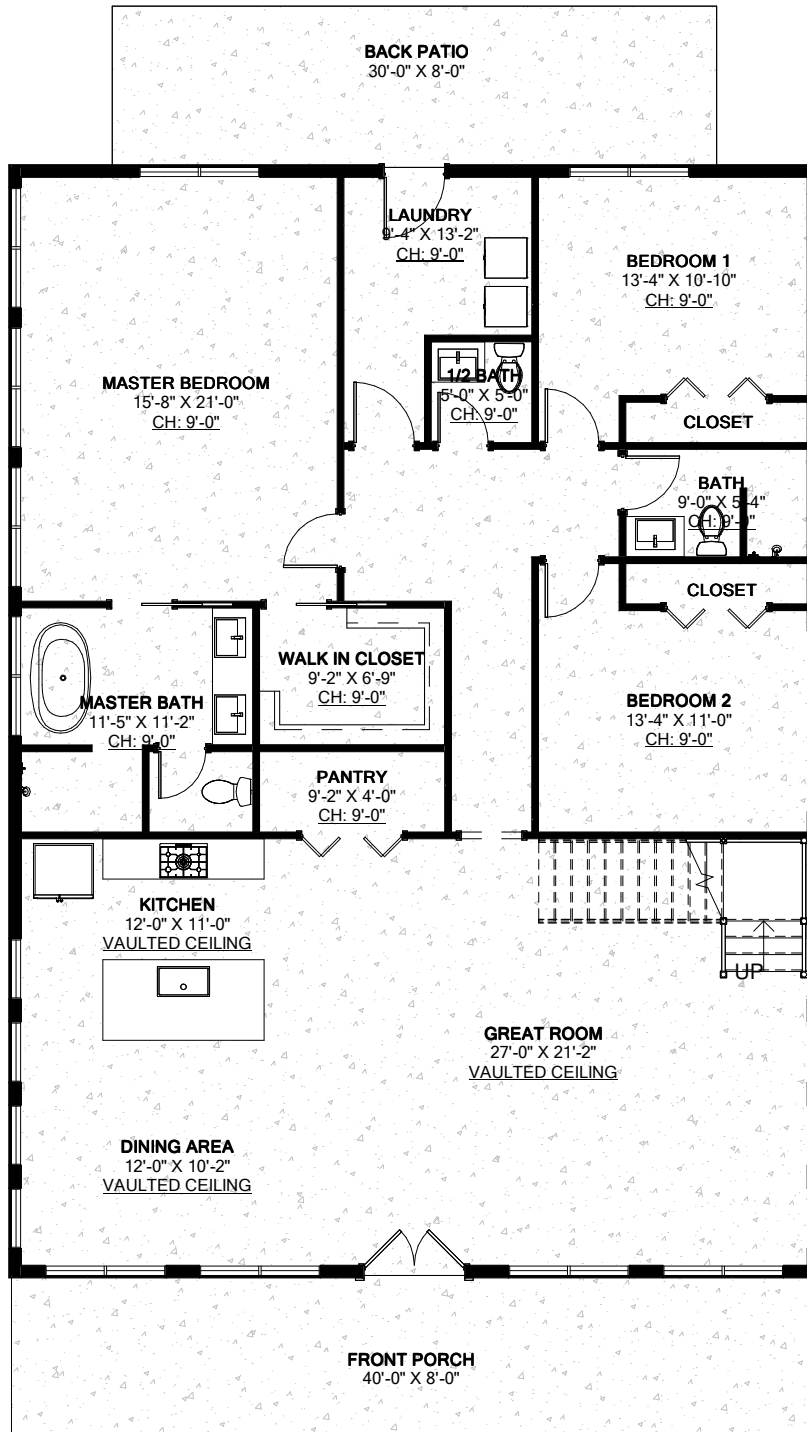 BACK PATIO
30'-0" X 8'-0"
LAUNDRY
9'-4" X 13'-2"
CH: 9'-0"
BEDROOM 1
13'-4" X 10'-10"
CH: 9'-0"
MASTER BEDROOM
15'-8" X 21'-0"
CH: 9'-0"
1/2 BATH
5'-0" X 5'-0"
CH: 9'-0"
CLOSET
BATH
9'-0" X 5'-4"
CH: 9'-0"
CLOSET
WALK IN CLOSET
9'-2" X 6'-9"
CH: 9'-0"
MASTER BATH
11'-5" X 11'-2"
CH: 9'-0"
BEDROOM 2
13'-4" X 11'-0"
CH: 9'-0"
PANTRY
9'-2" X 4'-0"
CH: 9'-0"
KITCHEN
12'-0" X 11'-0"
VAULTED CEILING
UP
GREAT ROOM
27'-0" X 21'-2"
VAULTED CEILING
DINING AREA
12'-0" X 10'-2"
VAULTED CEILING
FRONT PORCH
40'-0" X 8'-0"